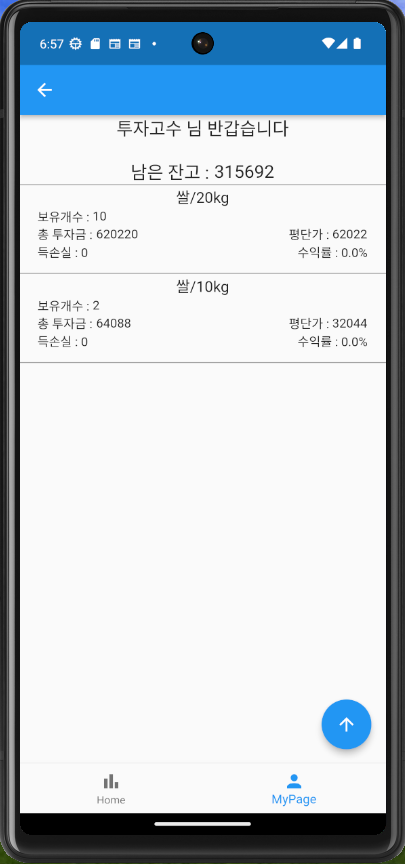 6:57
투자고수 님 반갑습니다
남은 잔고 : 315692
쌀/20kg
보유개수 : 10
총 투자금 : 620220 평단가 : 62022
득손실 : 0 수익률 : 0.0%
쌀/10kg
보유개수 : 2
총 투자금 : 64088 평단가 : 32044
득손실 : 0 수익률 : 0.0%
Home MyPage